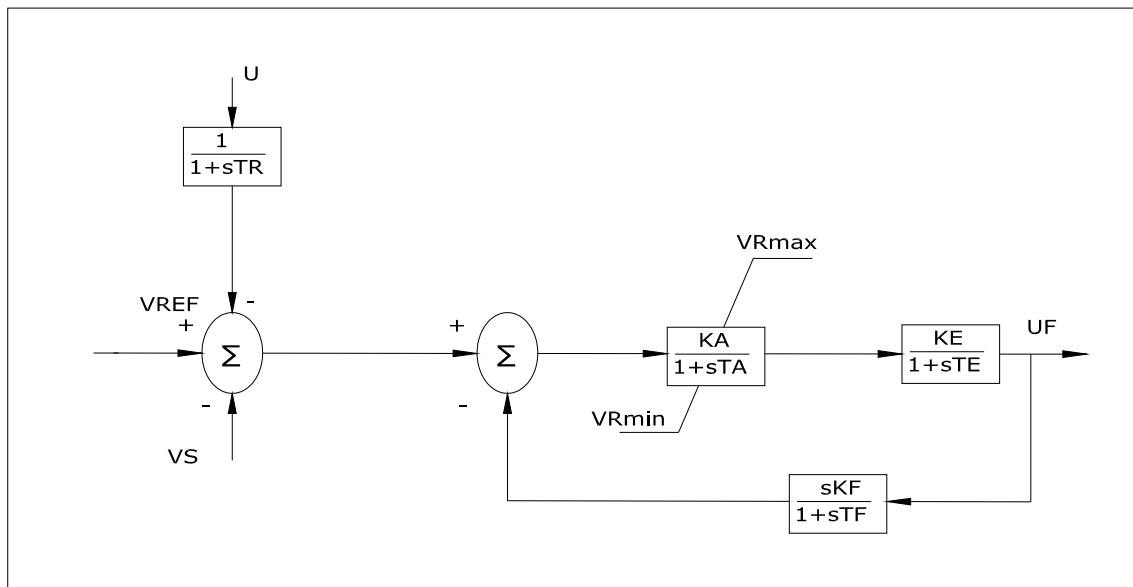 U
1
1+sTR
VREF
-
+
Σ
-
VS
+
Σ
-
VRmax
KA
1+sTA
VRmin
KE
1+sTE
UF
sKF
1+sTF